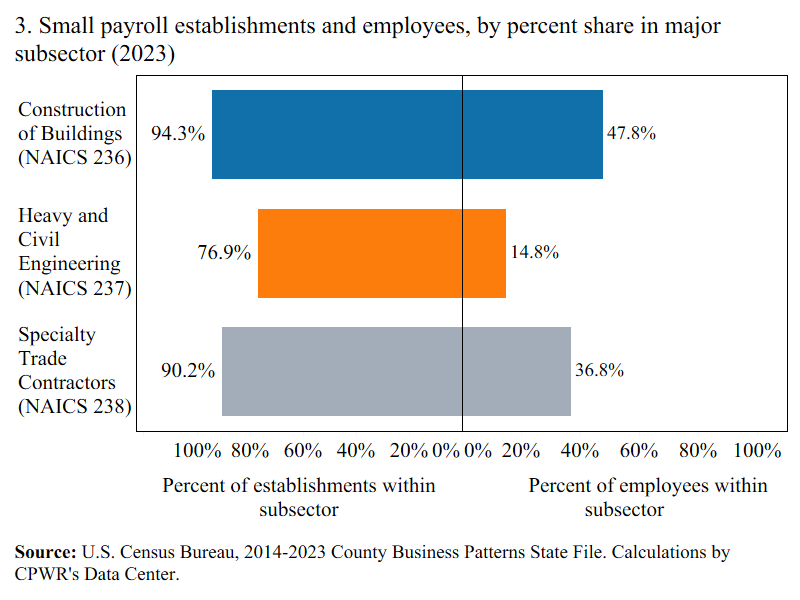 3. Small payroll establishments and employees, by percent share in major
subsector (2023)
Construction
of Buildings
(NAICS 236)
94.3%
47.8%
Heavy and
Civil
Engineering
(NAICS 237)
76.9%
14.8%
Specialty
Trade
Contractors
(NAICS 238)
90.2%
36.8%
100% 80% 60% 40% 20% 0% 0% 20% 40% 60% 80% 100%
Percent of establishments within
subsector
Percent of employees within
subsector
Source: U.S. Census Bureau, 2014-2023 County Business Patterns State File. Calculations by
CPWR's Data Center.